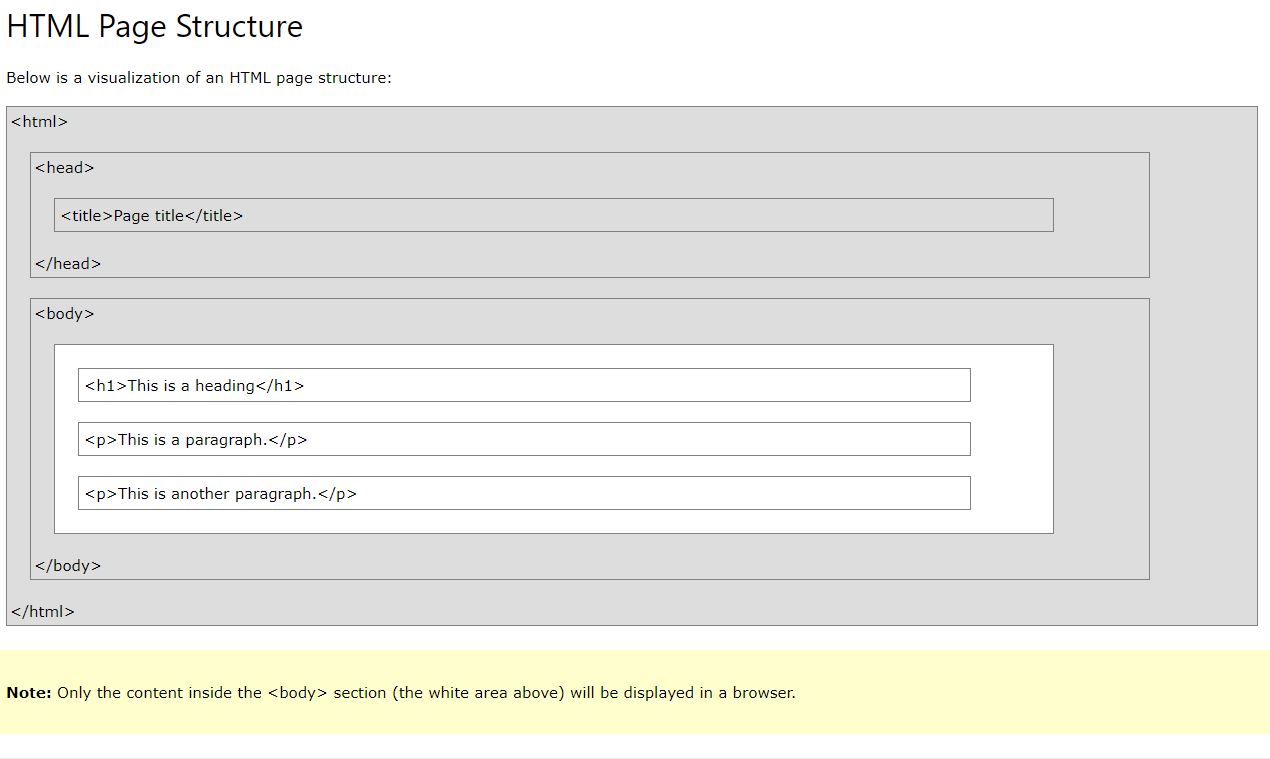 HTML Page Structure
Below is a visualization of an HTML page structure:
<html>
<head>
<title>Page title</title>
</head>
<body>
<h1>This is a heading</h1>
<p>This is a paragraph.</p>
<p>This is another paragraph.</p>
</body>
</html>
Note: Only the content inside the <body> section (the white area above) will be displayed in a browser.